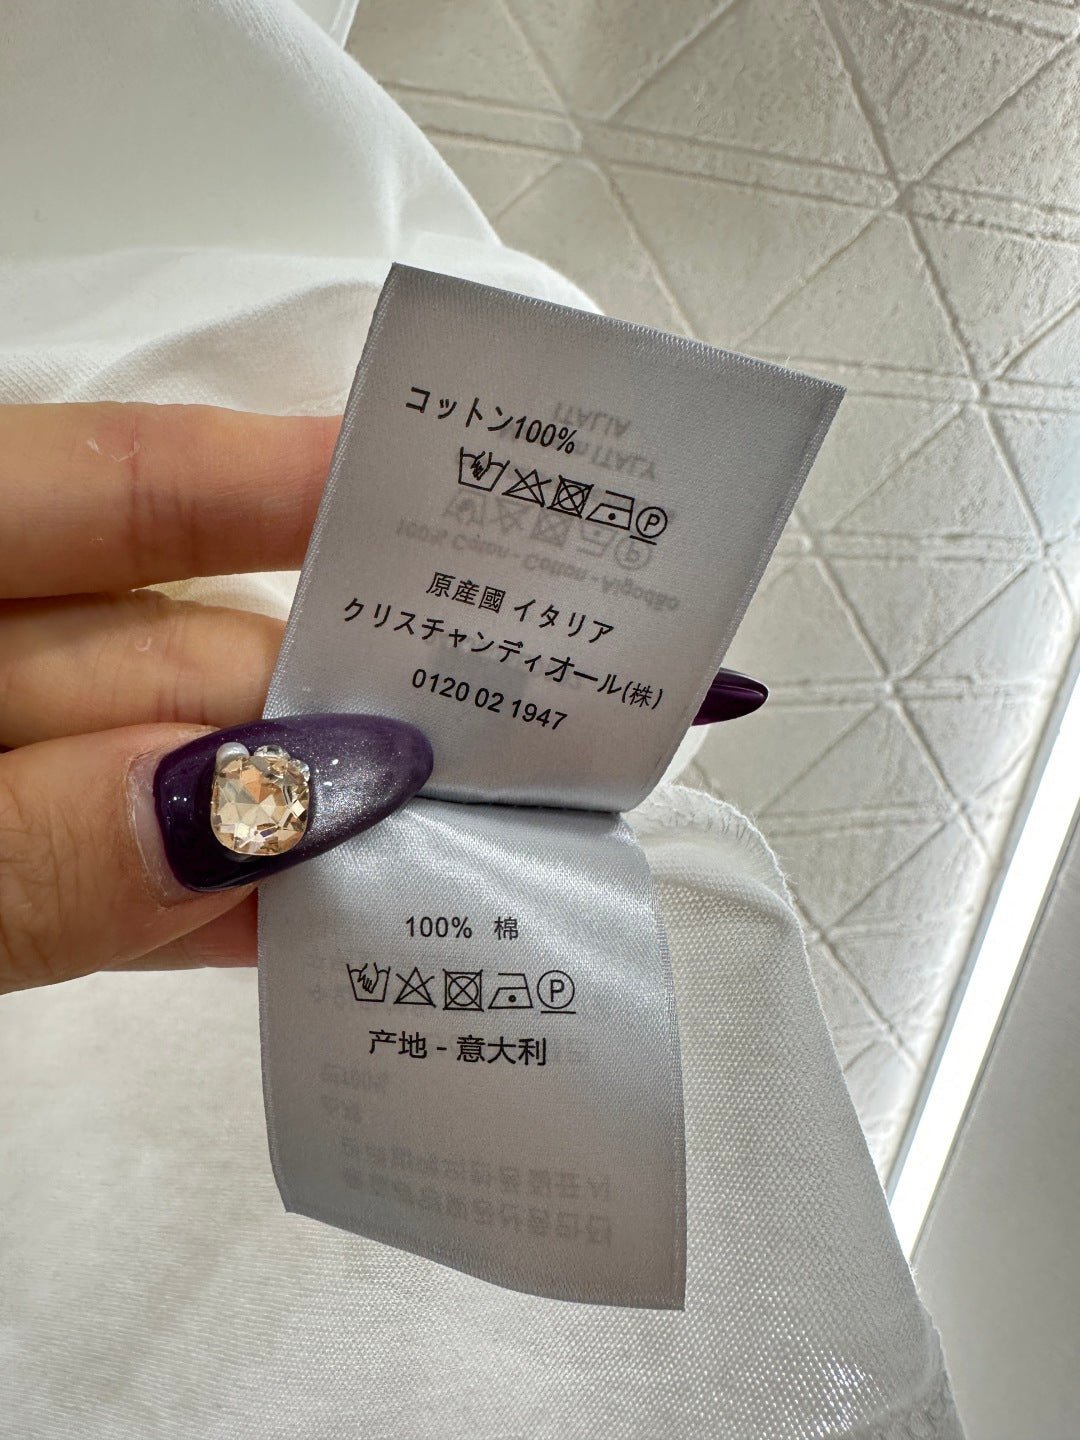 コットン100%
P
原産國 イタリア
クリスチャンディオール(株)
0120 02 1947
100% 棉
P
产地 - 意大利